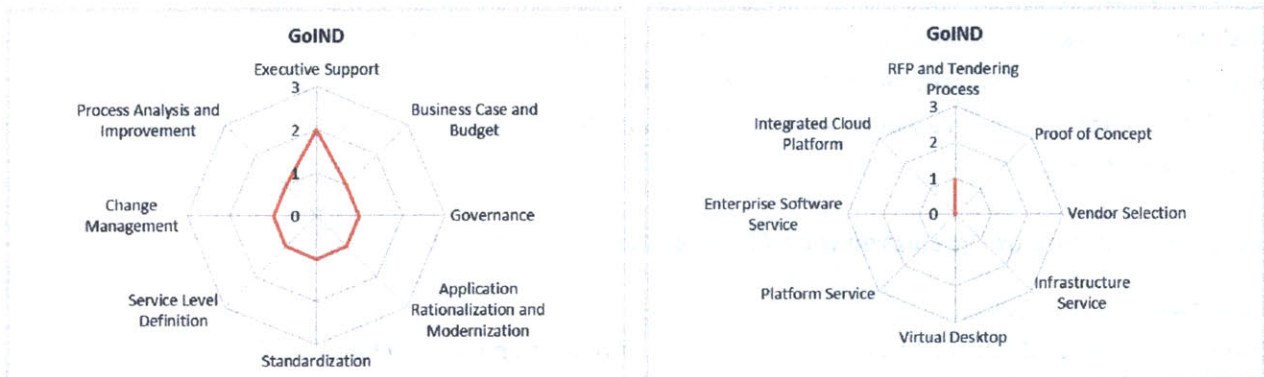 GoIND
Executive Support
3
Process Analysis and
Improvement
Business Case and
Budget
2
1
Change
Management
0
Governance
Service Level
Definition
Application
Rationalization and
Modernization
Standardization
GoIND
RFP and Tendering
Process
3
Integrated Cloud
Platform
Proof of Concept
2
1
Enterprise Software
Service
0
Vendor Selection
Platform Service
Infrastructure
Service
Virtual Desktop